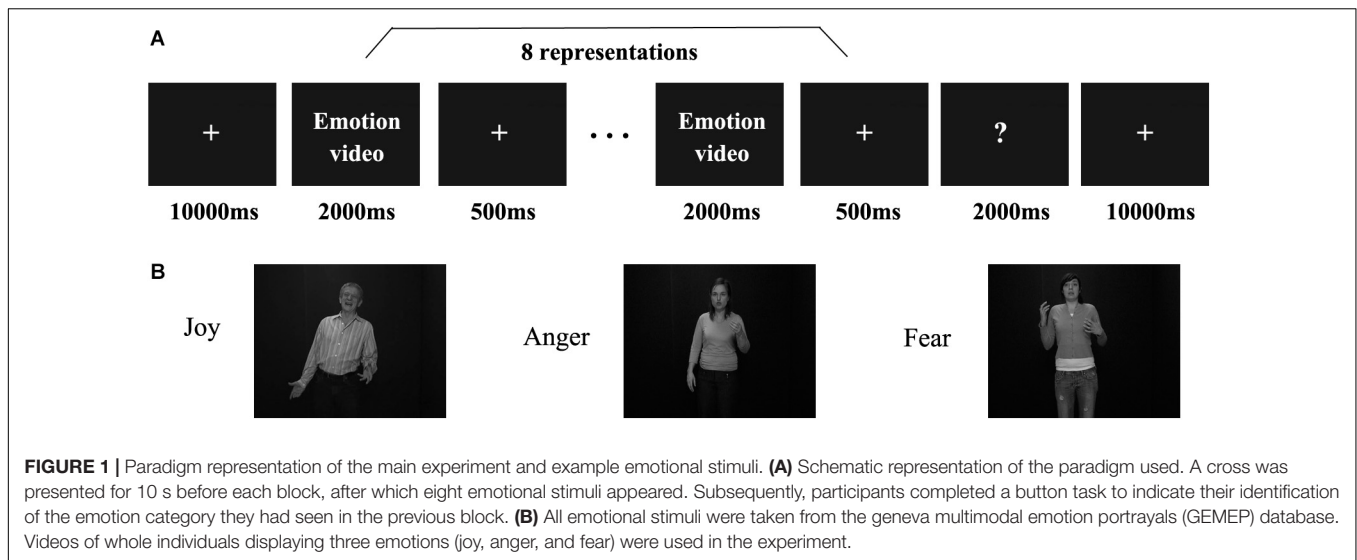 A
8 representations
+
Emotion
video
+
...
Emotion
video
+
?
+
10000ms 2000ms 500ms 2000ms 500ms 2000ms 10000ms
B
Joy
Anger
Fear
FIGURE 1 | Paradigm representation of the main experiment and example emotional stimuli. (A) Schematic representation of the paradigm used. A cross was
presented for 10 s before each block, after which eight emotional stimuli appeared. Subsequently, participants completed a button task to indicate their identification
of the emotion category they had seen in the previous block. (B) All emotional stimuli were taken from the geneva multimodal emotion portrayals (GEMEP) database.
Videos of whole individuals displaying three emotions (joy, anger, and fear) were used in the experiment.